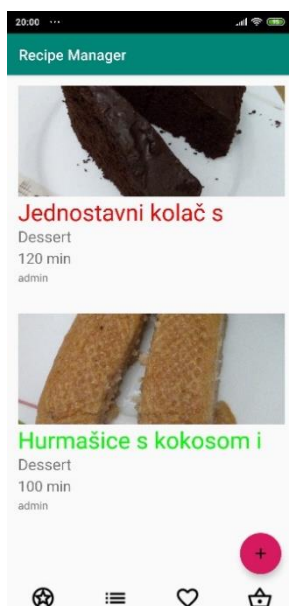 20:00 ...
Recipe Manager
Jednostavni kolač s
Dessert
120 min
admin
Hurmašice s kokosom i
Dessert
100 min
admin
+